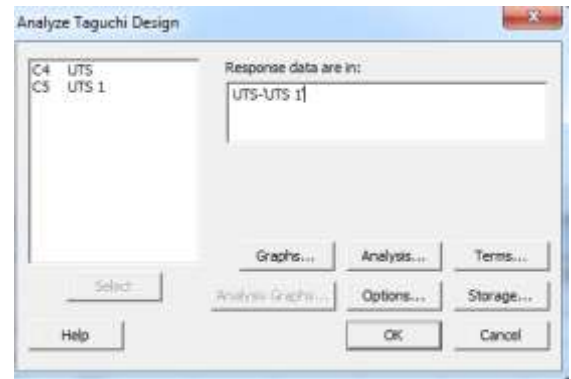 Analyze Taguchi Design
C4 UTS
C5 UTS 1
Response data are in:
UTS-'UTS 1'
Graphs...
Analysis...
Terms...
Select
Analysis Graphs...
Options...
Storage...
Help
OK
Cancel